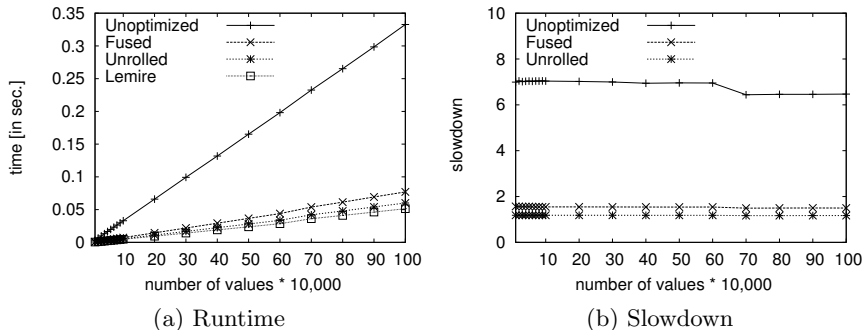 0.35
0.3
0.25
0.2
0.15
0.1
0.05
0
time [in sec.]
Unoptimized
Fused
Unrolled
Lemire
10 20 30 40 50 60 70 80 90 100
number of values * 10,000
(a) Runtime
10
8
6
4
2
0
slowdown
Unoptimized
Fused
Unrolled
10 20 30 40 50 60 70 80 90 100
number of values * 10,000
(b) Slowdown